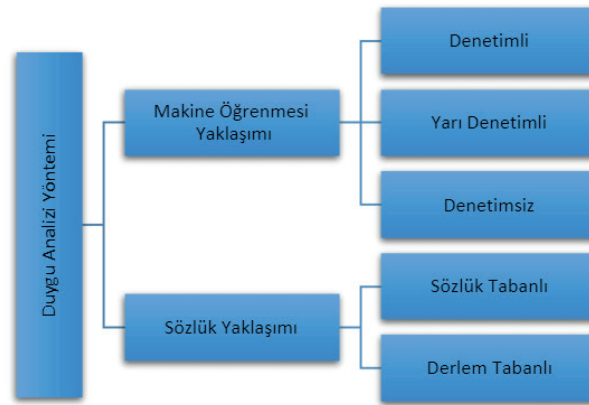 Duygu Analizi Yöntemi
Makine Öğrenmesi
Yaklaşımı
Denetimli
Yarı Denetimli
Denetimsiz
Sözlük Yaklaşımı
Sözlük Tabanlı
Derlem Tabanlı